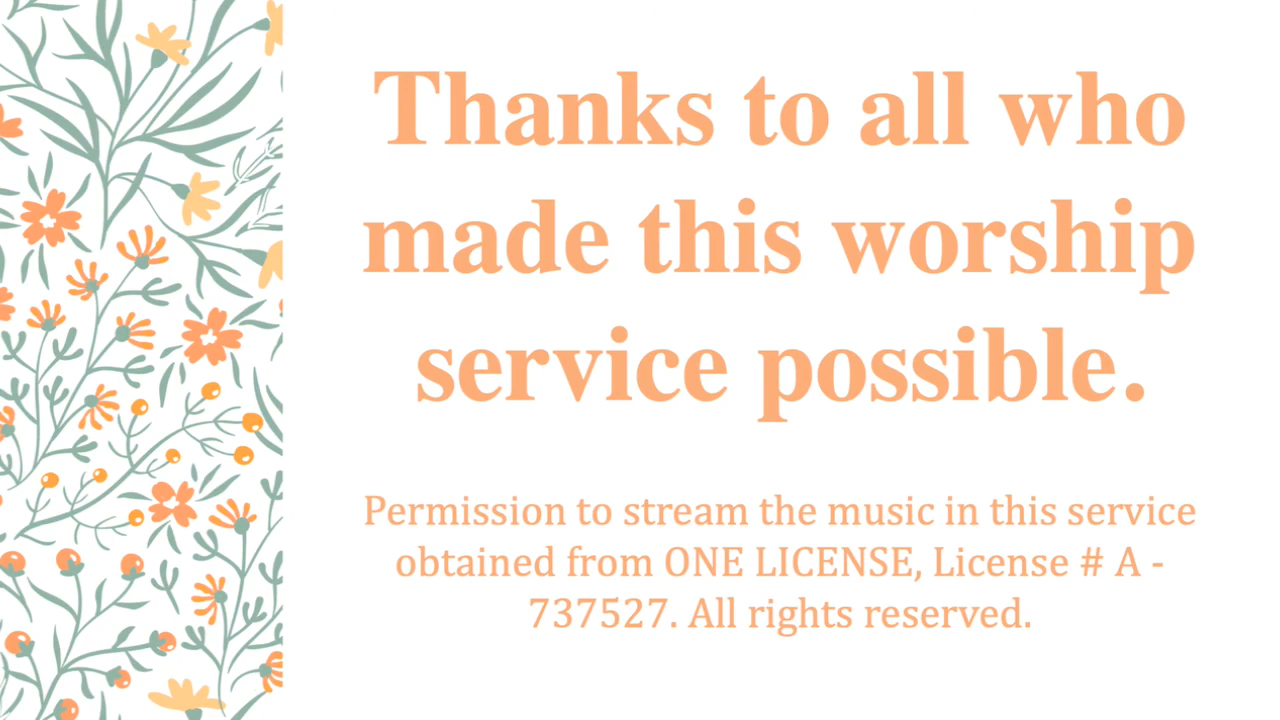 Thanks to all who
made this worship
service possible.
Permission to stream the music in this service
obtained from ONE LICENSE, License # A -
737527. All rights reserved.